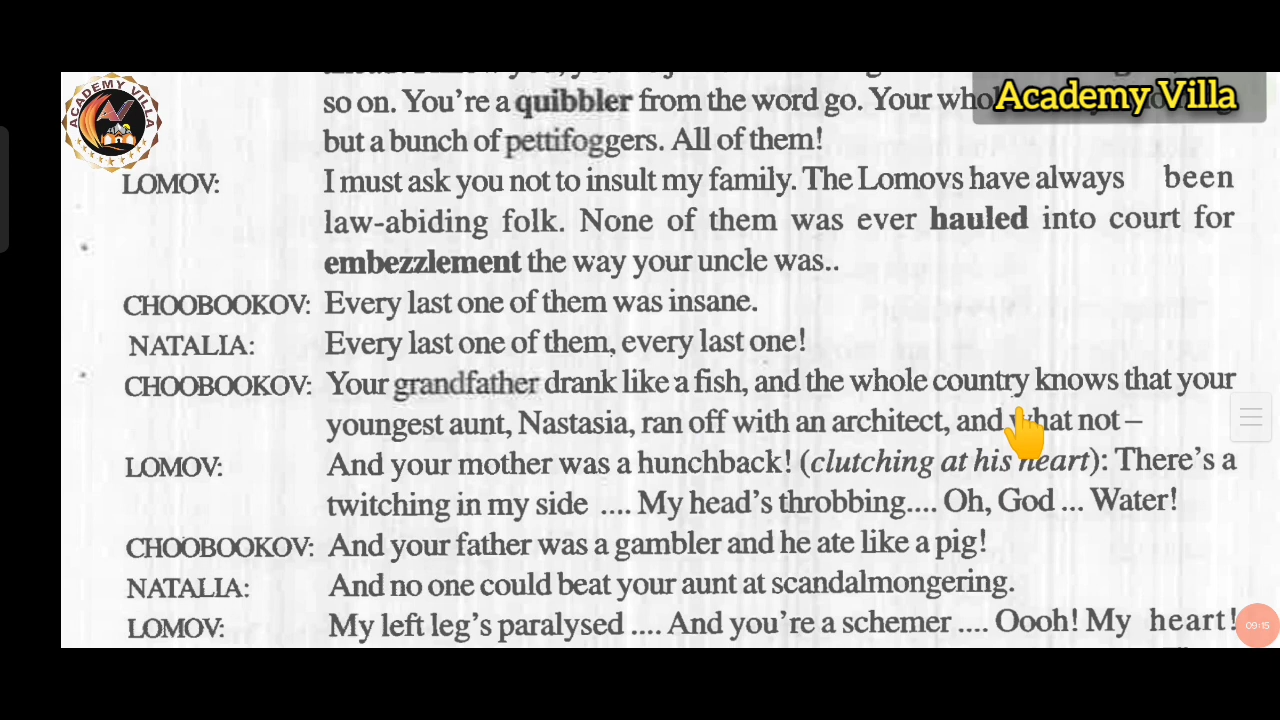 ACADEMY VILLA
AV
Academy Villa
so on. You're a quibbler from the word go. Your
but a bunch of pettifoggers. All of them!
LOMOV: I must ask you not to insult my family. The Lomovs have always been
law-abiding folk. None of them was ever hauled into court for
embezzlement the way your uncle was..
CHOOBOOKOV: Every last one of them was insane.
NATALIA: Every last one of them, every last one!
CHOOBOOKOV: Your grandfather drank like a fish, and the whole country knows that your
youngest aunt, Nastasia, ran off with an architect, and what not –
LOMOV: And your mother was a hunchback! (clutching at his heart): There's a
twitching in my side .... My head's throbbing.... Oh, God ... Water!
CHOOBOOKOV: And your father was a gambler and he ate like a pig!
NATALIA: And no one could beat your aunt at scandalmongering.
LOMOV: My left leg's paralysed .... And you're a schemer .... Oooh! My heart!
09:15